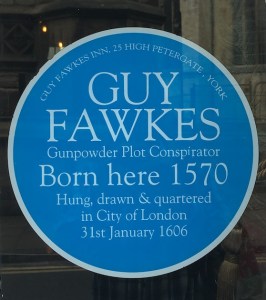 GUY FAWKES INN, 25 HIGH PETERGATE, YORK
GUY
FAWKES
Gunpowder Plot Conspirator
Born here 1570
Hung, drawn & quartered
in City of London
31st January 1606